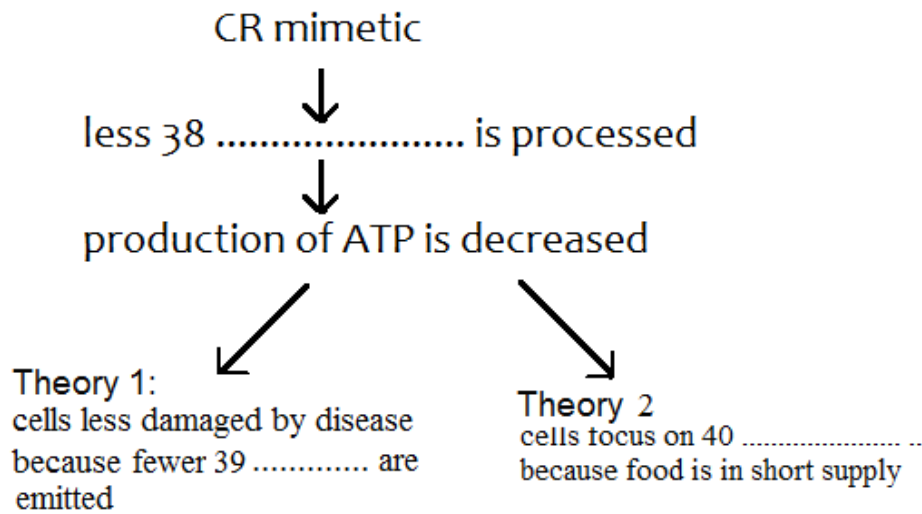 CR mimetic
less 38 ....................... is processed
production of ATP is decreased
Theory 1:
cells less damaged by disease
because fewer 39 ............. are
emitted
Theory 2
cells focus on 40 ...................... ..
because food is in short supply